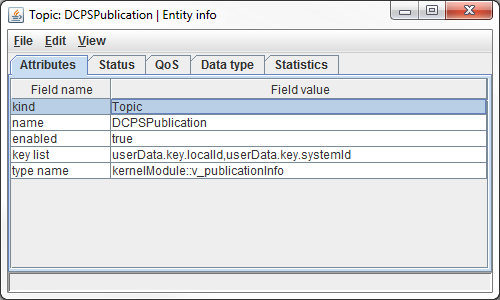 Topic: DCPSPublication | Entity info
File Edit View
Attributes Status QoS Data type Statistics
Field name Field value
kind Topic
name DCPSPublication
enabled true
key list userData.key.localId,userData.key.systemId
type name kernelModule::v_publicationInfo